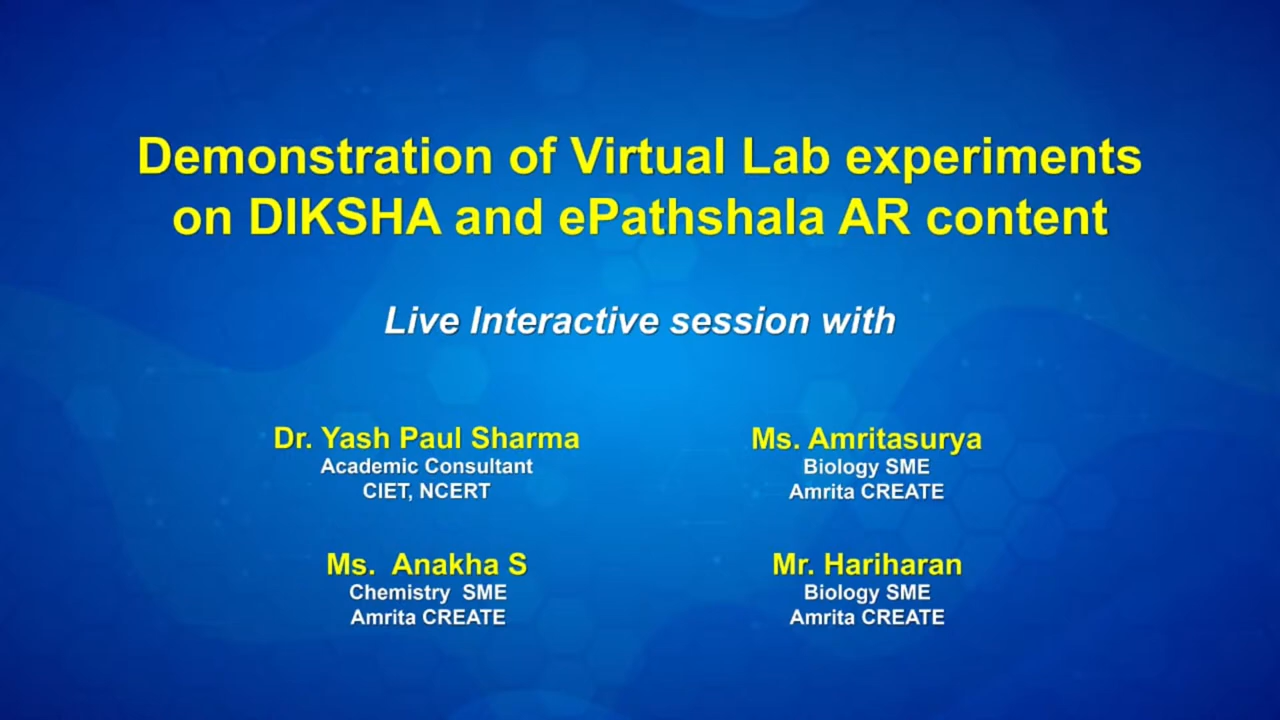 Demonstration of Virtual Lab experiments
on DIKSHA and ePathshala AR content
Live Interactive session with
Dr. Yash Paul Sharma
Academic Consultant
CIET, NCERT
Ms. Amritasurya
Biology SME
Amrita CREATE
Ms. Anakha S
Chemistry SME
Amrita CREATE
Mr. Hariharan
Biology SME
Amrita CREATE